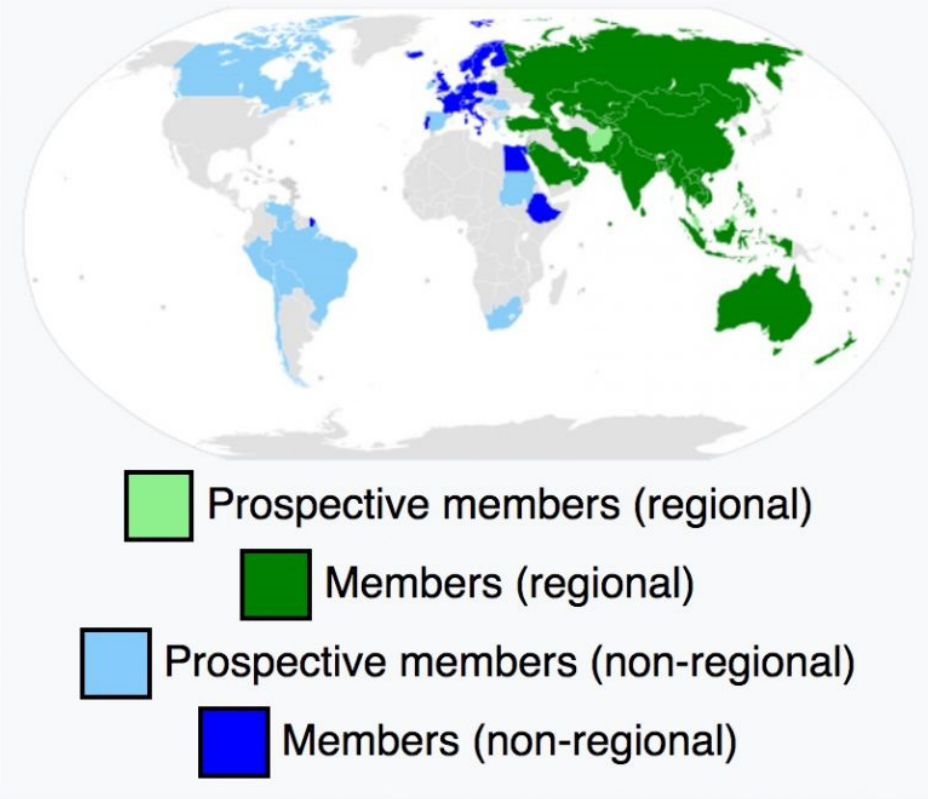 Prospective members (regional)
Members (regional)
Prospective members (non-regional)
Members (non-regional)